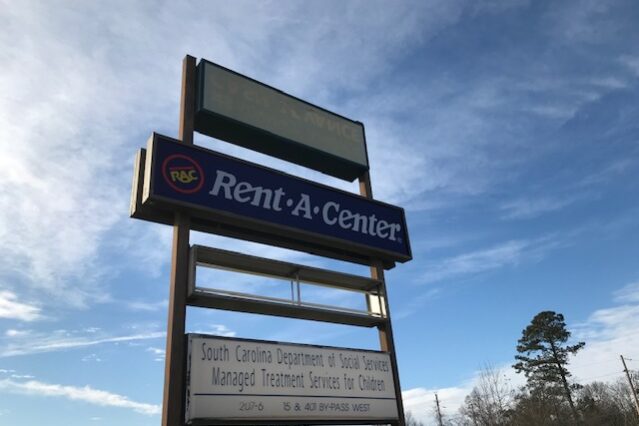 RAC
Rent-A-Center
South Carolina Department of Social Services
Managed Treatment Services for Children
207-6 15 & 401 BY-PASS WEST